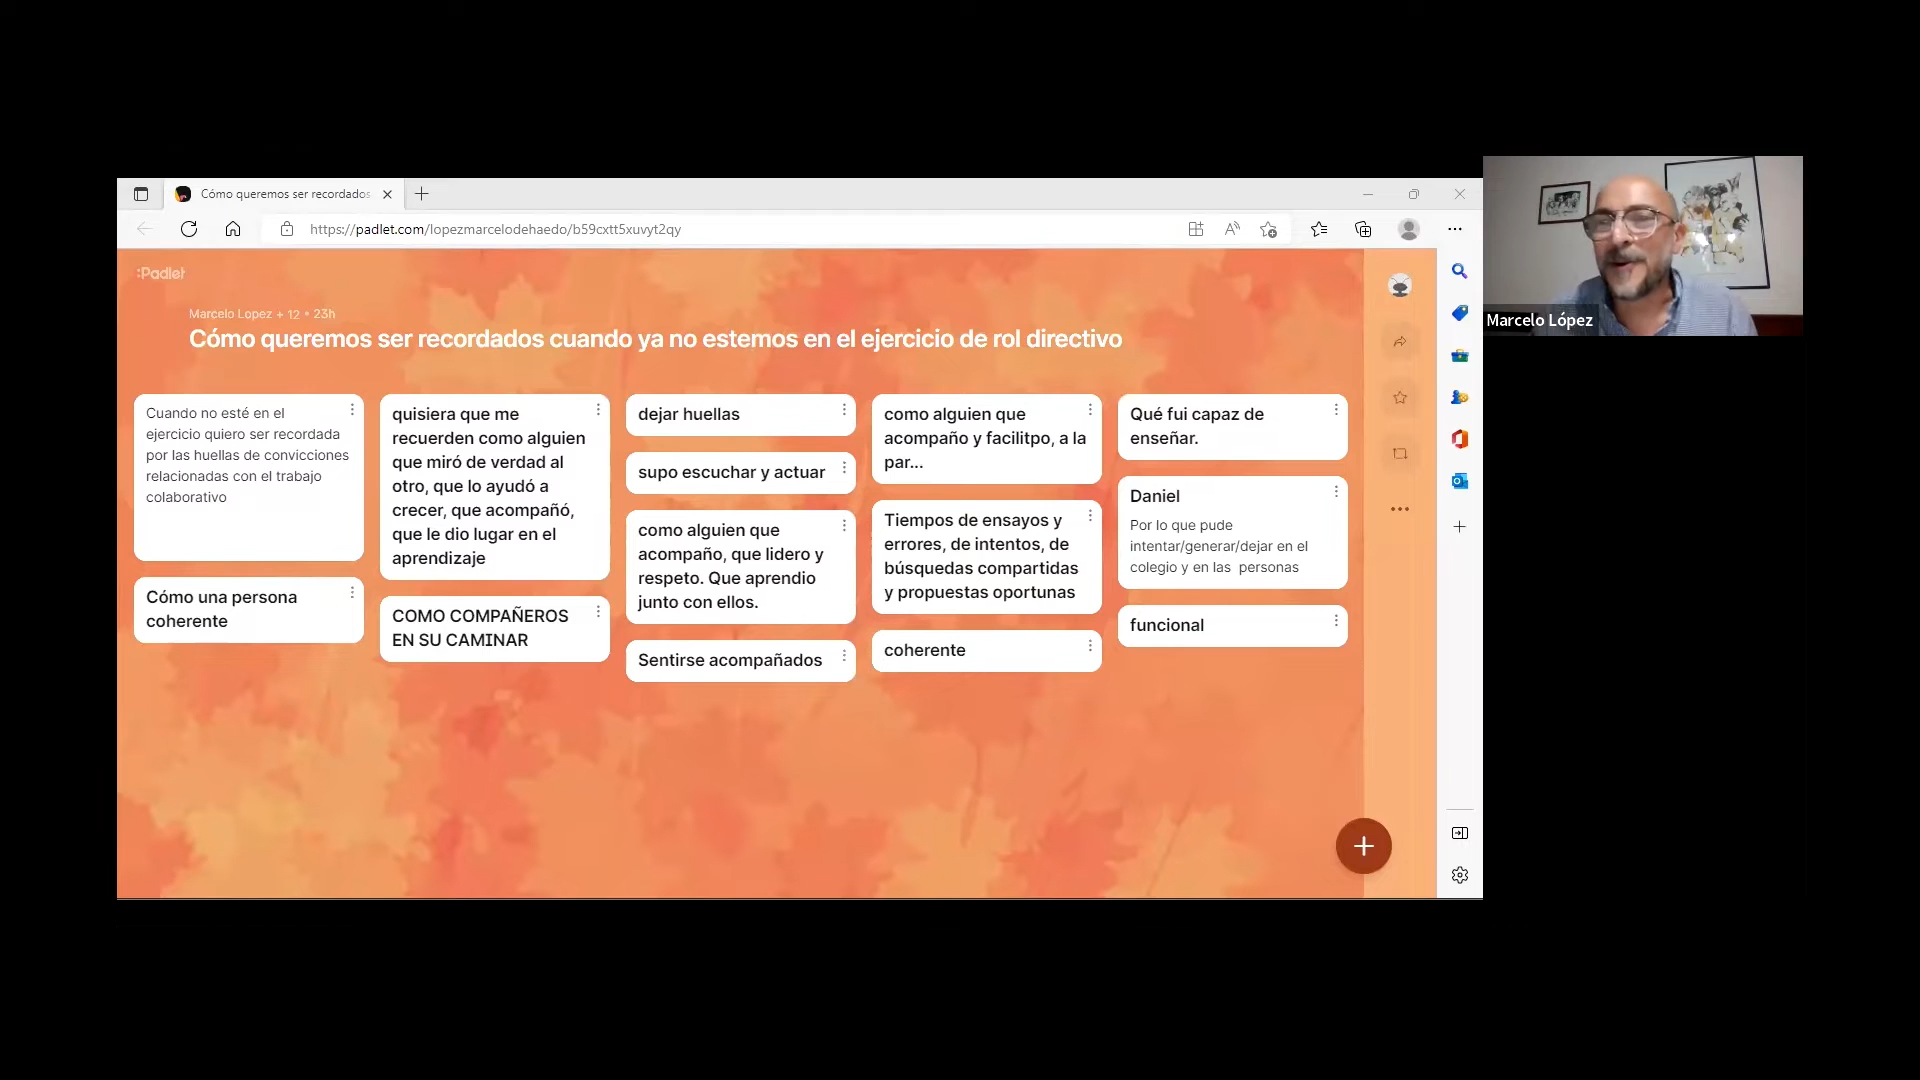 Cómo queremos ser recordados
https://padlet.com/lopezmarcelodehaedo/b59cxtt5xuvyt2qy
:Padlet
Marcelo Lopez + 12 • 23h
Cómo queremos ser recordados cuando ya no estemos en el ejercicio de rol directivo
Cuando no esté en el
ejercicio quiero ser recordada
por las huellas de convicciones
relacionadas con el trabajo
colaborativo
Cómo una persona
coherente
quisiera que me
recuerden como alguien
que miró de verdad al
otro, que lo ayudó a
crecer, que acompañó,
que le dio lugar en el
aprendizaje
COMO COMPAÑEROS
EN SU CAMINAR
dejar huellas
supo escuchar y actuar
como alguien que
acompaño, que lidero y
respeto. Que aprendio
junto con ellos.
Sentirse acompañados
como alguien que
acompaño y facilitpo, a la
par...
Tiempos de ensayos y
errores, de intentos, de
búsquedas compartidas
y propuestas oportunas
coherente
Qué fui capaz de
enseñar.
Daniel
Por lo que pude
intentar/generar/dejar en el
colegio y en las personas
funcional
Marcelo López